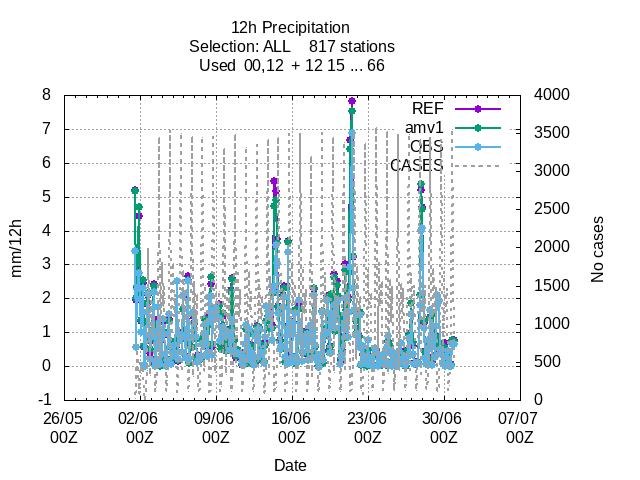 12h Precipitation
Selection: ALL 817 stations
Used 00,12 + 12 15 ... 66
REF
amv1
OBS
CASES
8
7
6
5
4
3
2
1
0
-1
4000
3500
3000
2500
2000
1500
1000
500
0
mm/12h
No cases
26/05 02/06 09/06 16/06 23/06 30/06 07/07
00Z 00Z 00Z 00Z 00Z 00Z 00Z
Date